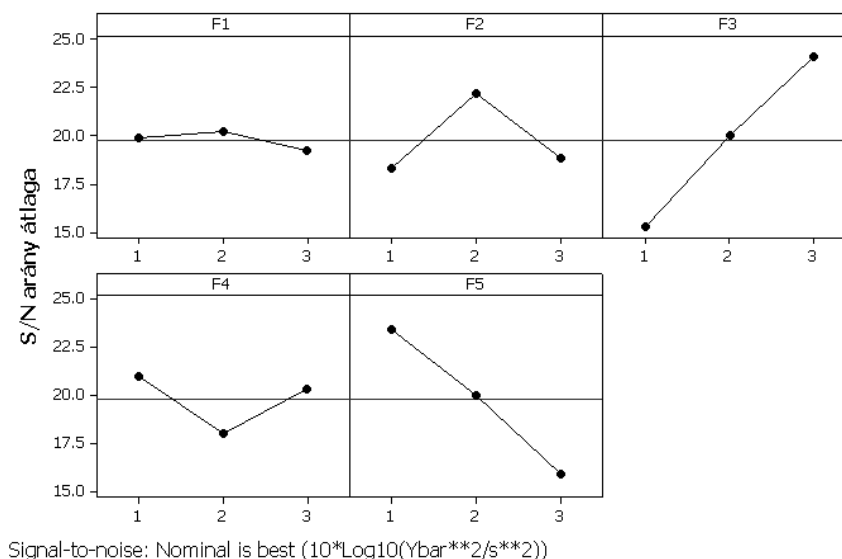 F1 F2 F3
25.0
22.5
20.0
17.5
15.0
1 2 3 1 2 3 1 2 3
S/N arány átlaga
F4 F5
25.0
22.5
20.0
17.5
15.0
1 2 3 1 2 3
Signal-to-noise: Nominal is best (10*Log10(Ybar**2/s**2))